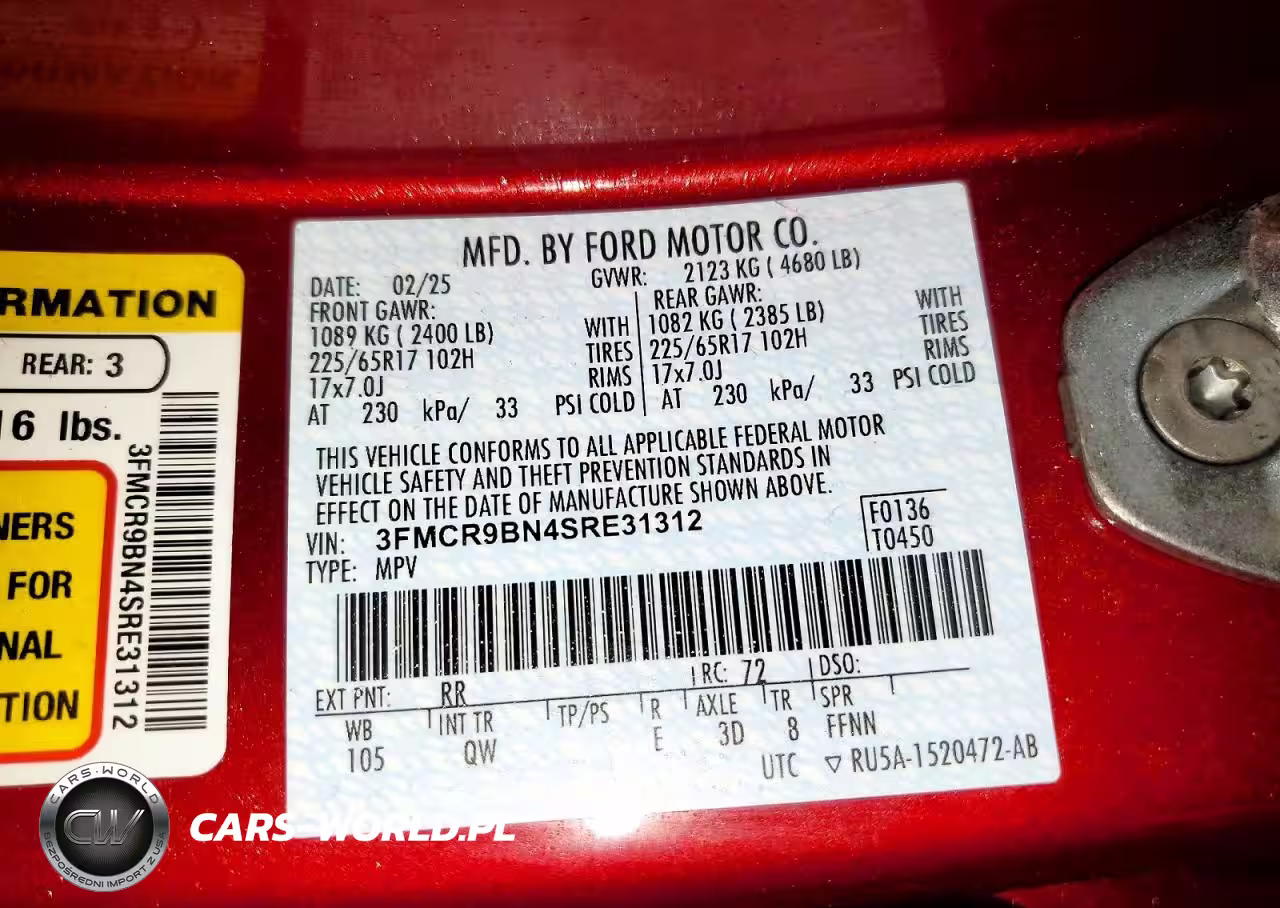 RMATION
REAR: 3
16 lbs.
NERS
FOR
NAL
TION
3FMCR9BN4SRE31312
MFD. BY FORD MOTOR CO.
DATE: 02/25 GVWR: 2123 KG ( 4680 LB)
FRONT GAWR: REAR GAWR:
1089 KG ( 2400 LB) WITH 1082 KG ( 2385 LB) WITH
225/65R17 102H TIRES 225/65R17 102H TIRES
17x7.0J RIMS 17x7.0J RIMS
AT 230 kPa/ 33 PSI COLD AT 230 kPa/ 33 PSI COLD
THIS VEHICLE CONFORMS TO ALL APPLICABLE FEDERAL MOTOR
VEHICLE SAFETY AND THEFT PREVENTION STANDARDS IN
EFFECT ON THE DATE OF MANUFACTURE SHOWN ABOVE.
VIN: 3FMCR9BN4SRE31312 F0136
TYPE: MPV T0450
EXT PNT: RR RC: 72 DSO:
WB INT TR TP/PS R AXLE TR SPR
105 QW E 3D 8 FFNN
UTC ▽ RU5A-1520472-AB
CARS-WORLD
CW
BEZPOŚREDNI IMPORT Z USA
CARS-WORLD.PL